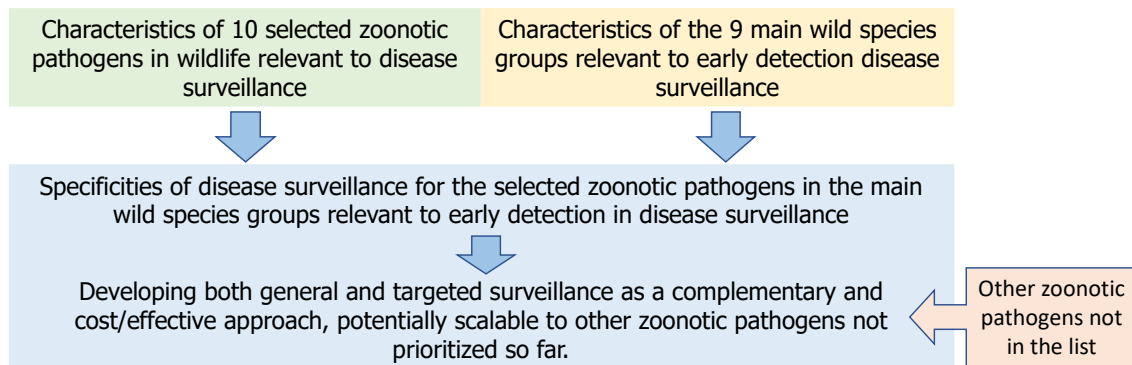 Characteristics of 10 selected zoonotic
pathogens in wildlife relevant to disease
surveillance
Characteristics of the 9 main wild species
groups relevant to early detection disease
surveillance
Specificities of disease surveillance for the selected zoonotic pathogens in the main
wild species groups relevant to early detection in disease surveillance
Developing both general and targeted surveillance as a complementary and
cost/effective approach, potentially scalable to other zoonotic pathogens not
prioritized so far.
Other zoonotic
pathogens not
in the list